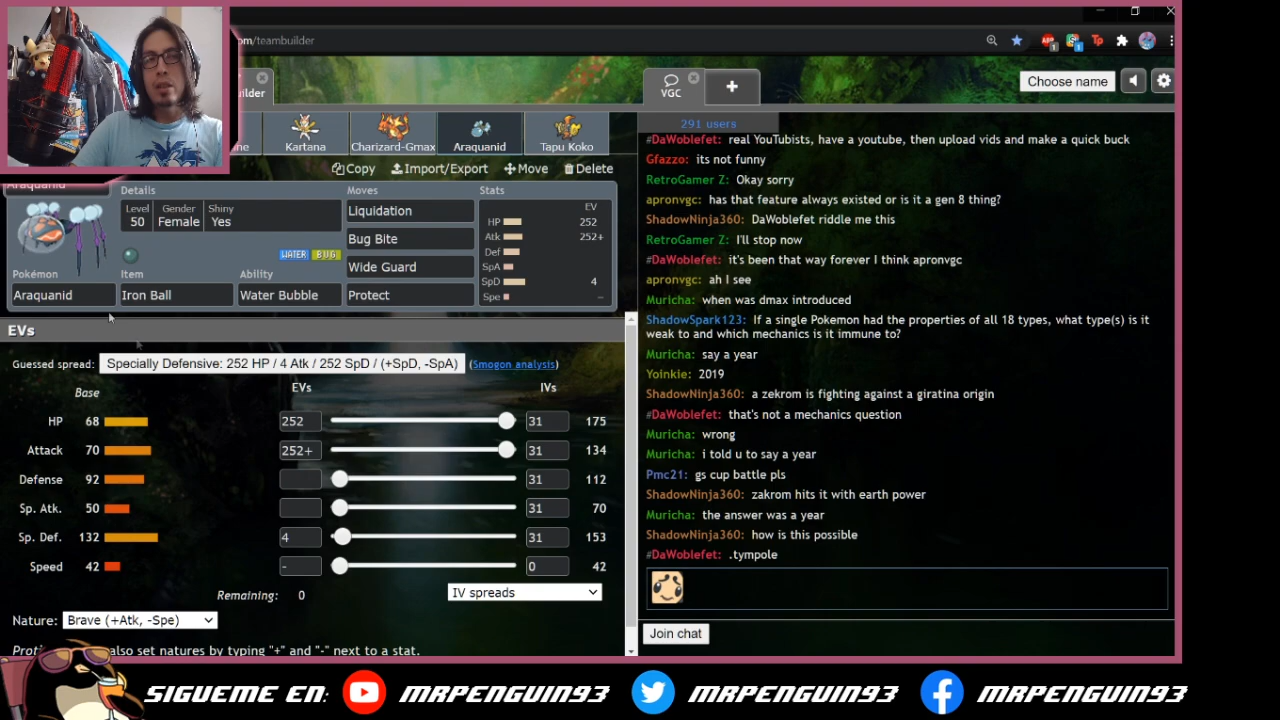 om/teambuilder
Choose name
uilder
VGC
ne
Kartana
Charizard-Gmax
Araquanid
Tapu Koko
291 users
Copy Import/Export Move Delete
#DaWoblefet: real YouTubists, have a youtube, then upload vids and make a quick buck
Gfazzo: its not funny
RetroGamer Z: Okay sorry
apronvgc: has that feature always existed or is it a gen 8 thing?
ShadowNinja360: DaWoblefet riddle me this
RetroGamer Z: I'll stop now
#DaWoblefet: it's been that way forever I think apronvgc
apronvgc: ah I see
Muricha: when was dmax introduced
ShadowSpark123: If a single Pokemon had the properties of all 18 types, what type(s) is it
weak to and which mechanics is it immune to?
Muricha: say a year
Yoinkie: 2019
ShadowNinja360: a zekrom is fighting against a giratina origin
#DaWoblefet: that's not a mechanics question
Muricha: wrong
Muricha: i told u to say a year
Pmc21: gs cup battle pls
ShadowNinja360: zakrom hits it with earth power
Muricha: the answer was a year
ShadowNinja360: how is this possible
#DaWoblefet: .tympole
Join chat
Araquanid
Details
Moves
Stats
Level
50
Gender
Female
Shiny
Yes
WATER BUG
Pokémon
Araquanid
Item
Iron Ball
Ability
Water Bubble
Liquidation
Bug Bite
Wide Guard
Protect
EV
HP 252
Atk 252+
Def
SpA
SpD 4
Spe –
EVs
Guessed spread: Specially Defensive: 252 HP / 4 Atk / 252 SpD / (+SpD, -SpA) (Smogon analysis)
Base EVs IVs
HP 68 252 31 175
Attack 70 252+ 31 134
Defense 92 31 112
Sp. Atk. 50 31 70
Sp. Def. 132 4 31 153
Speed 42 - 0 42
Remaining: 0
IV spreads
Nature: Brave (+Atk, -Spe)
also set natures by typing "+" and "-" next to a stat.
SIGUEME EN: MRPENGUIN93 MRPENGUIN93 MRPENGUIN93